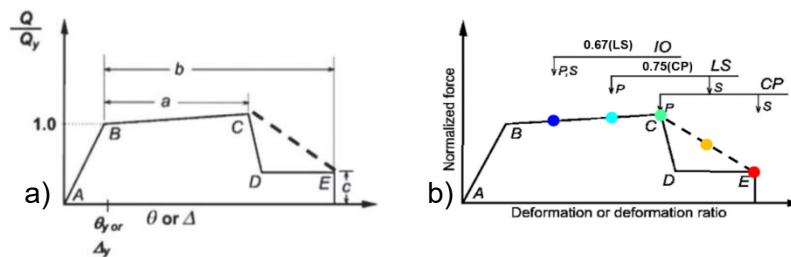 Q
Qy
b
a
1.0
B
C
D
E
c
A
a)
θy or
Δy
θ or Δ
0.67(LS) IO
P,S
0.75(CP) LS
P
S
CP
P
S
Normalized force
B
C
D
E
A
b)
Deformation or deformation ratio